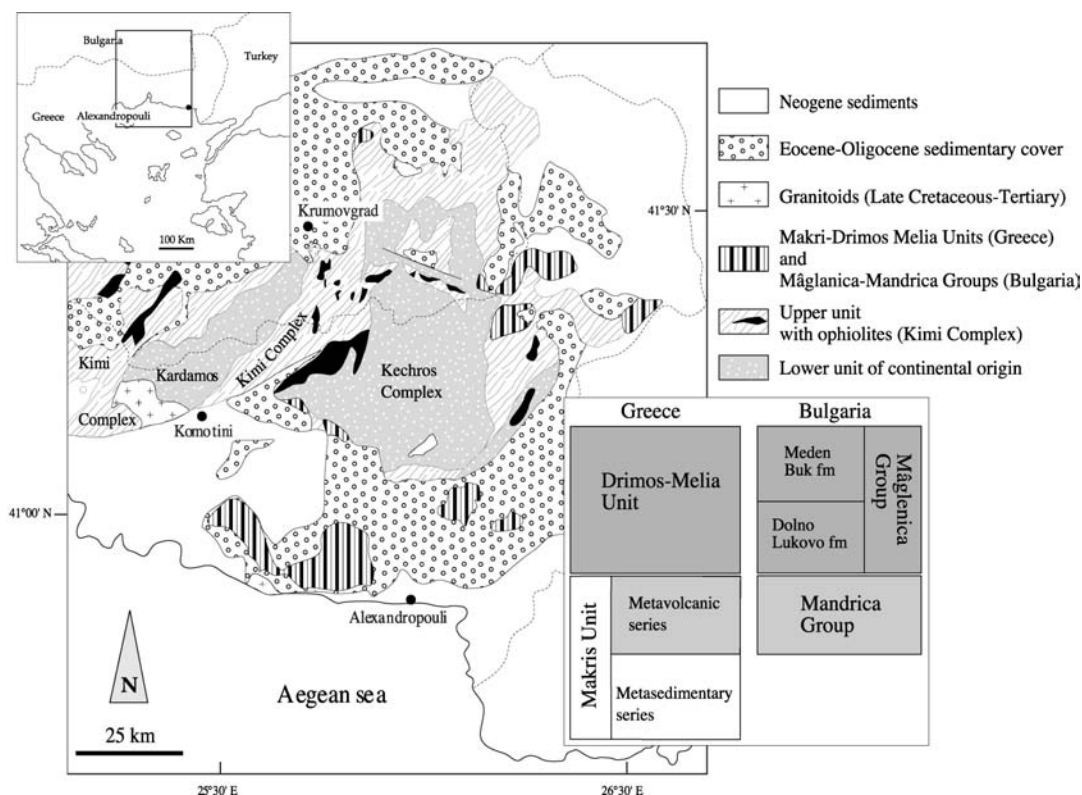 Bulgaria
Turkey
Greece
Alexandropouli
100 Km
Krumovgrad
41°30' N
Kimi
Complex
Kardamos
Kimi Complex
Kechros
Complex
Komotini
41°00' N
Alexandropouli
N
Aegean sea
25 km
25°30' E
26°30' E
Neogene sediments
Eocene-Oligocene sedimentary cover
Granitoids (Late Cretaceous-Tertiary)
Makri-Drimos Melia Units (Greece)
and
Mâglanica-Mandrica Groups (Bulgaria)
Upper unit
with ophiolites (Kimi Complex)
Lower unit of continental origin
Greece
Bulgaria
Drimos-Melia
Unit
Meden
Buk fm
Dolno
Lukovo fm
Mâglenica
Group
Makris Unit
Metavolcanic
series
Metasedimentary
series
Mandrica
Group